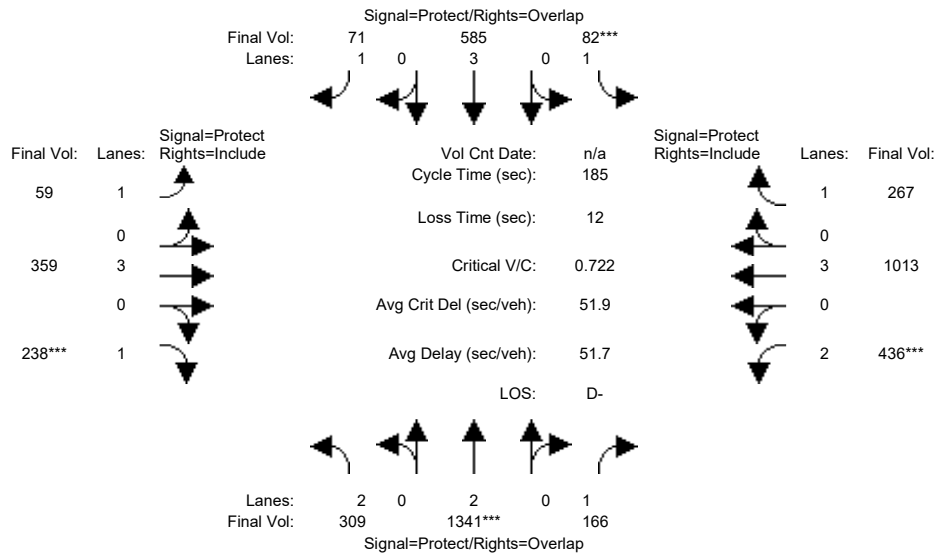 Signal=Protect/Rights=Overlap
Final Vol: 71 585 82***
Lanes: 1 0 3 0 1
Signal=Protect Signal=Protect
Final Vol: Lanes: Rights=Include Vol Cnt Date: n/a Rights=Include Lanes: Final Vol:
Cycle Time (sec): 185
59 1 1 267
Loss Time (sec): 12
0 0
359 3 Critical V/C: 0.722 3 1013
0 Avg Crit Del (sec/veh): 51.9 0
238*** 1 Avg Delay (sec/veh): 51.7 2 436***
LOS: D-
Lanes: 2 0 2 0 1
Final Vol: 309 1341*** 166
Signal=Protect/Rights=Overlap